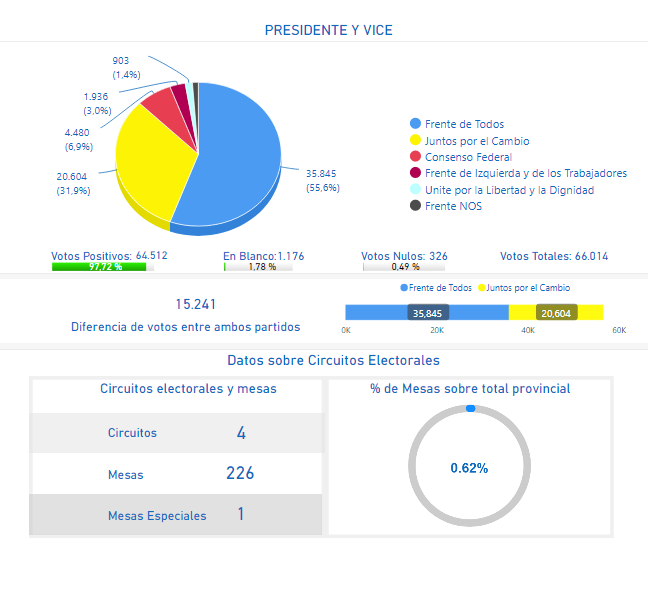 PRESIDENTE Y VICE
903
(1,4%)
1.936
(3,0%)
4.480
(6,9%)
20.604
(31,9%)
35.845
(55,6%)
Frente de Todos
Juntos por el Cambio
Consenso Federal
Frente de Izquierda y de los Trabajadores
Unite por la Libertad y la Dignidad
Frente NOS
Votos Positivos: 64.512
97,72 %
En Blanco:1.176
1,78 %
Votos Nulos: 326
0,49 %
Votos Totales: 66.014
15.241
Diferencia de votos entre ambos partidos
Frente de Todos Juntos por el Cambio
35,845 20,604
0K 20K 40K 60K
Datos sobre Circuitos Electorales
Circuitos electorales y mesas
Circuitos 4
Mesas 226
Mesas Especiales 1
% de Mesas sobre total provincial
0.62%